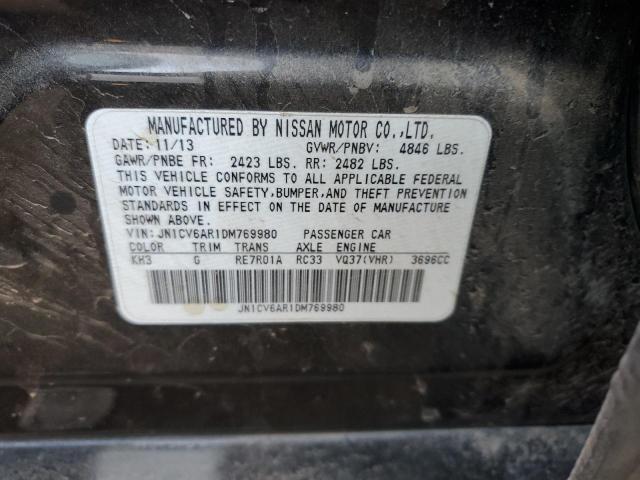 MANUFACTURED BY NISSAN MOTOR CO.,LTD.
DATE: 11/13 GVWR/PNBV: 4846 LBS.
GAWR/PNBE FR: 2423 LBS. RR: 2482 LBS.
THIS VEHICLE CONFORMS TO ALL APPLICABLE FEDERAL
MOTOR VEHICLE SAFETY,BUMPER,AND THEFT PREVENTION
STANDARDS IN EFFECT ON THE DATE OF MANUFACTURE
SHOWN ABOVE.
VIN: JN1CV6AR1DM769980 PASSENGER CAR
COLOR TRIM TRANS AXLE ENGINE
KH3 G RE7R01A RC33 VQ37(VHR) 3696CC
JN1CV6AR1DM769980